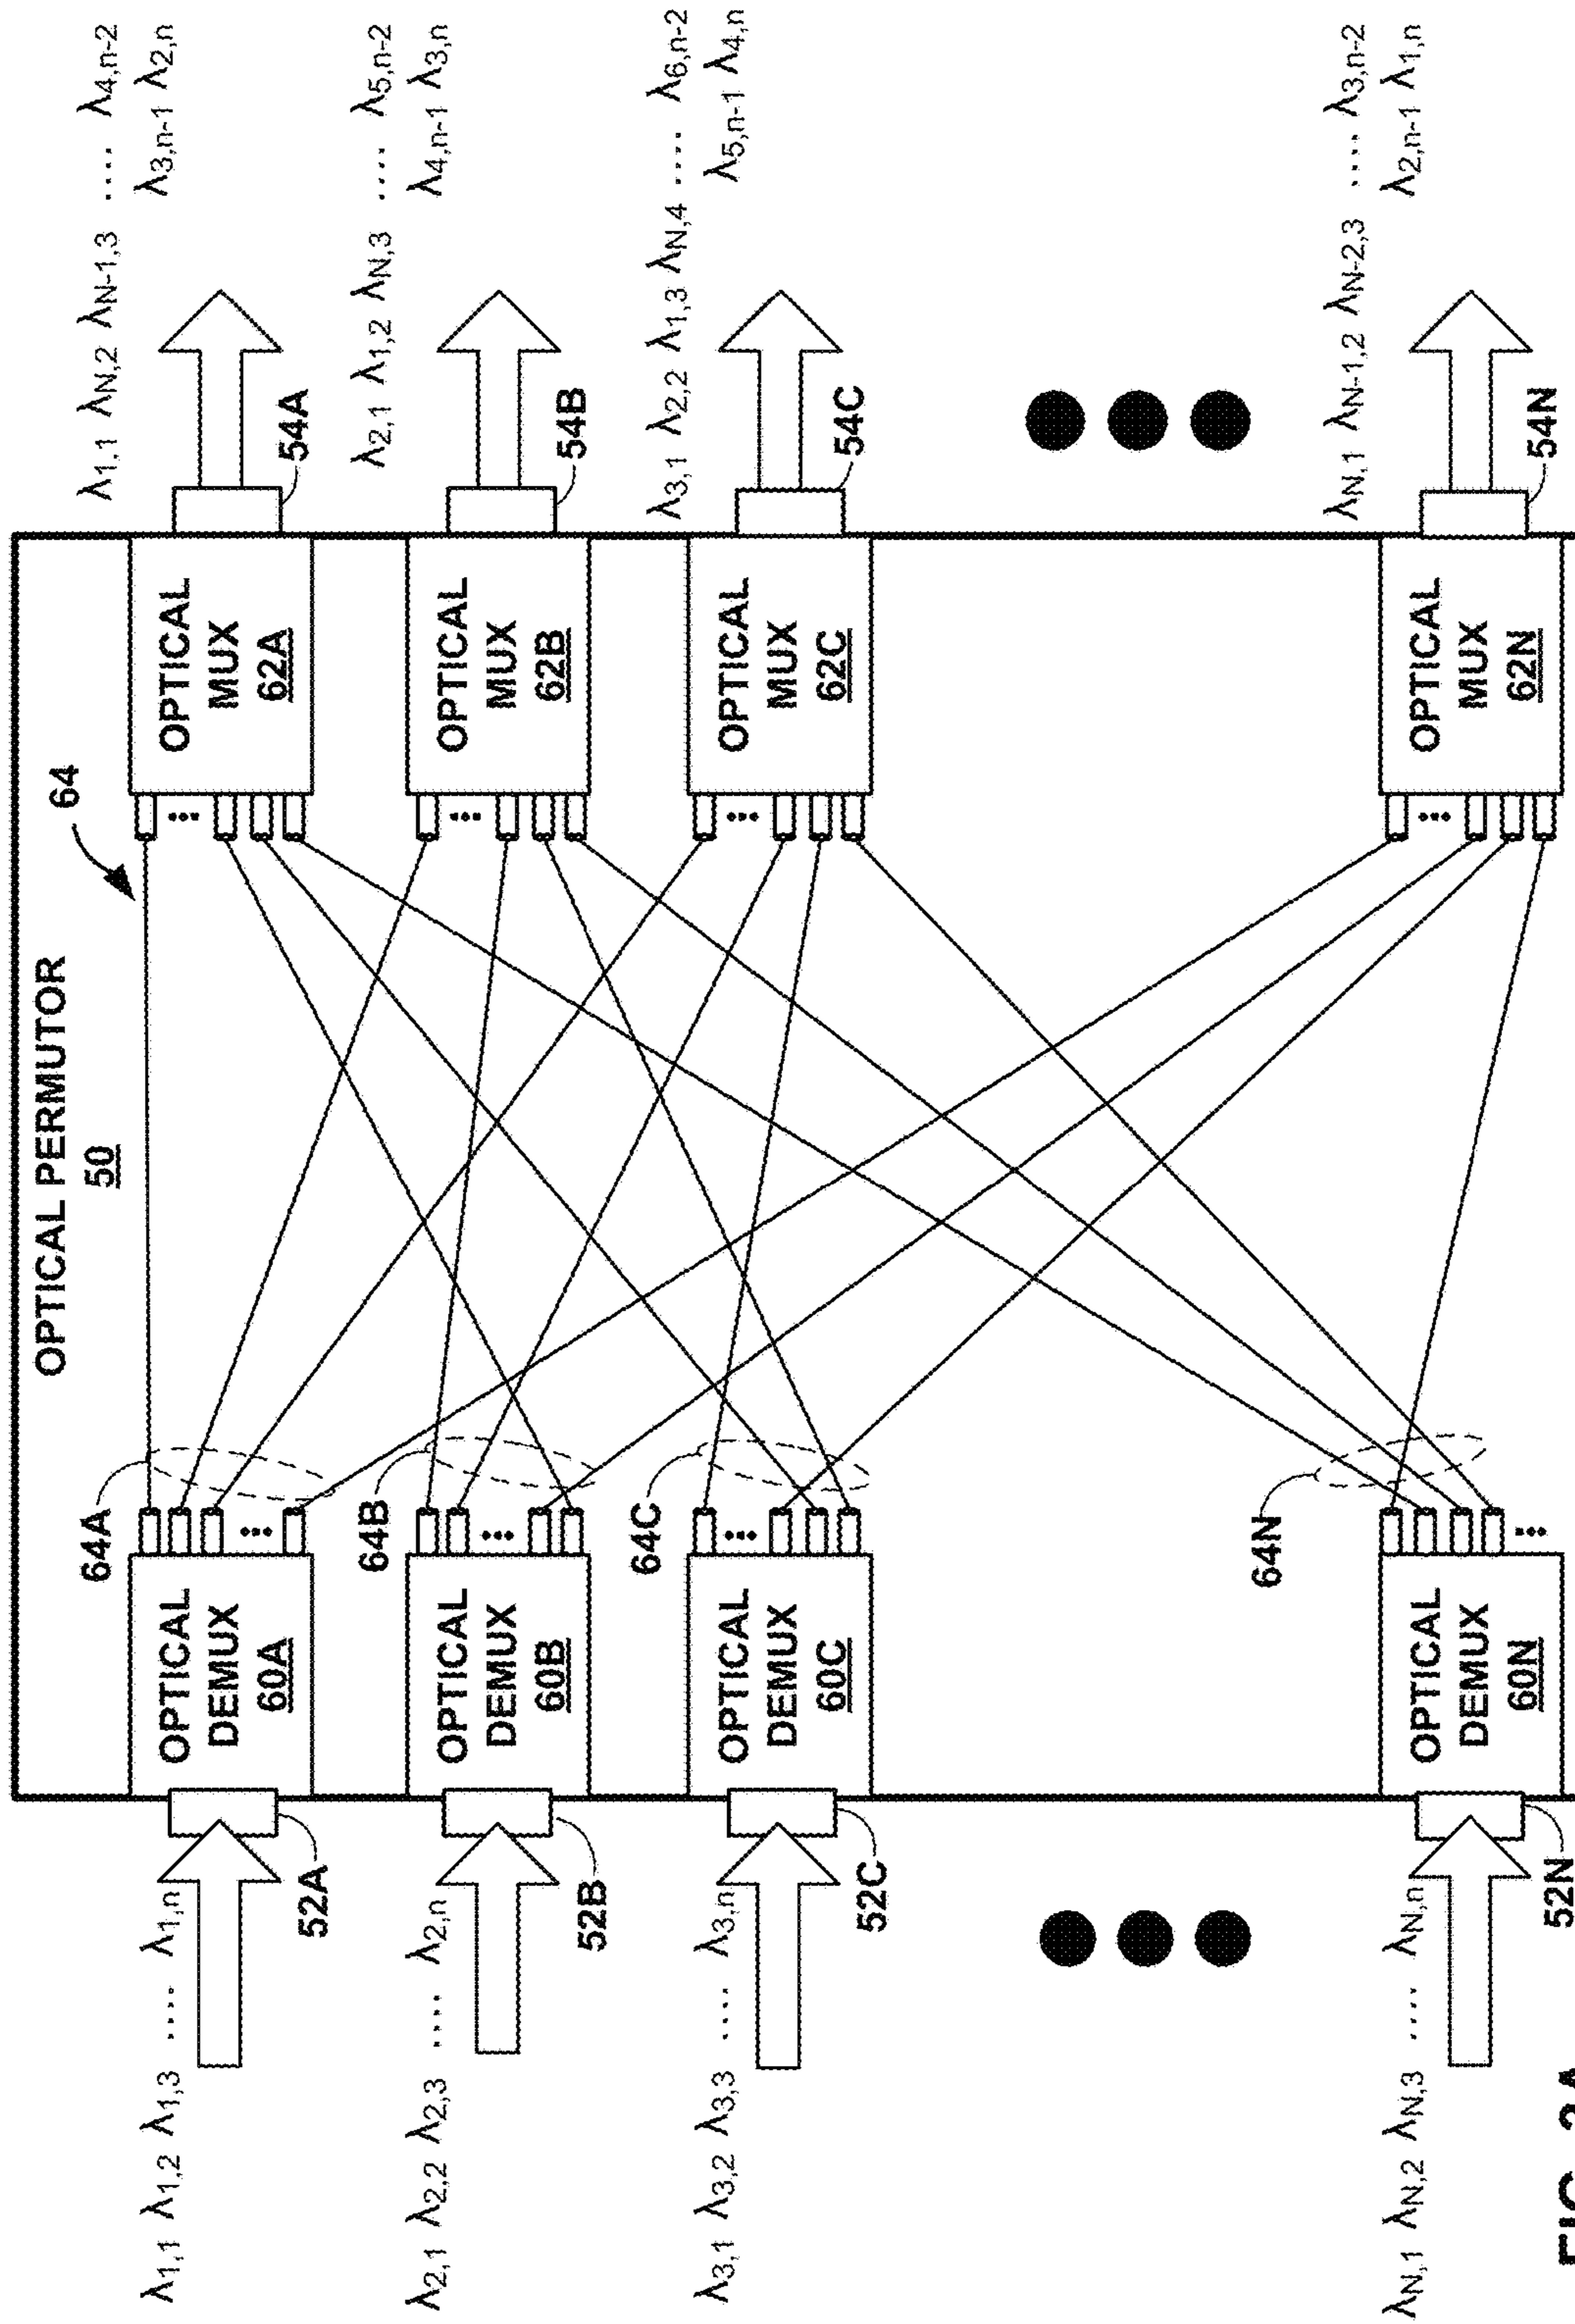 OPTICAL PERMUTOR
50
64
λ1,1 λ1,2 λ1,3 .... λ1,n
52A
OPTICAL
DEMUX
60A
64A
OPTICAL
MUX
62A
54A
λ1,1 λN,2 λN-1,3 .... λ4,n-2
λ3,n-1 λ2,n
λ2,1 λ2,2 λ2,3 .... λ2,n
52B
OPTICAL
DEMUX
60B
64B
OPTICAL
MUX
62B
54B
λ2,1 λ1,2 λN,3 .... λ5,n-2
λ4,n-1 λ3,n
λ3,1 λ3,2 λ3,3 .... λ3,n
52C
OPTICAL
DEMUX
60C
64C
OPTICAL
MUX
62C
54C
λ3,1 λ2,2 λ1,3 λN,4 .... λ6,n-2
λ5,n-1 λ4,n
λN,1 λN,2 λN,3 .... λN,n
52N
OPTICAL
DEMUX
60N
64N
OPTICAL
MUX
62N
54N
λN,1 λN-1,2 λN-2,3 .... λ3,n-2
λ2,n-1 λ1,n